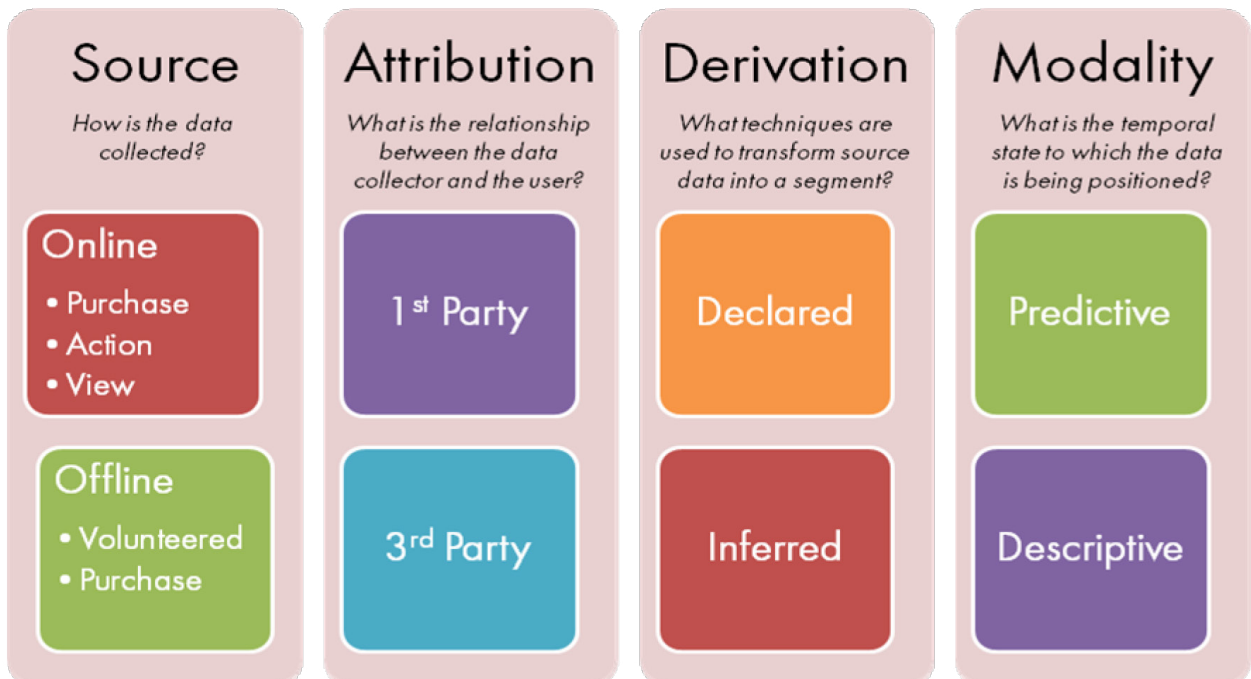 Source
How is the data
collected?
Online
• Purchase
• Action
• View
Offline
• Volunteered
• Purchase
Attribution
What is the relationship
between the data
collector and the user?
1st Party
3rd Party
Derivation
What techniques are
used to transform source
data into a segment?
Declared
Inferred
Modality
What is the temporal
state to which the data
is being positioned?
Predictive
Descriptive